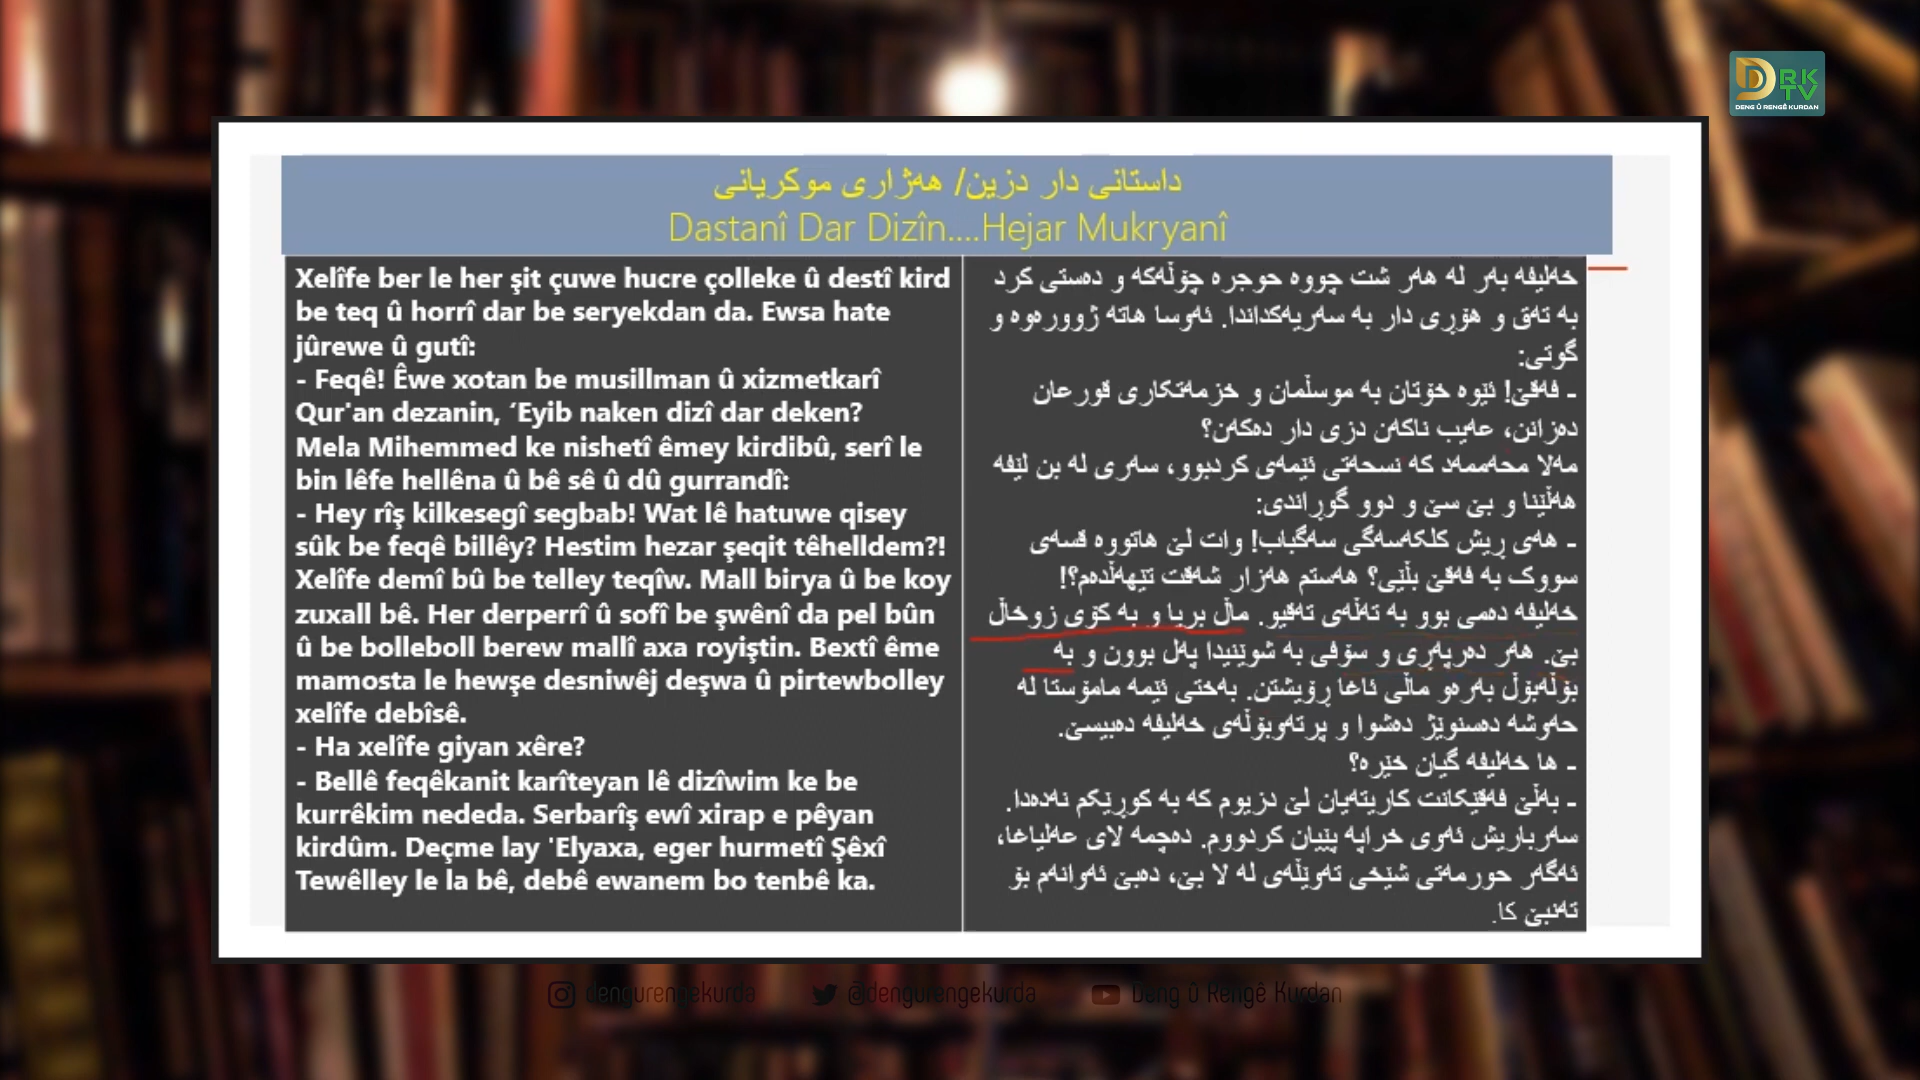 DRK TV
DENG Û RENGÊ KURDAN
داستانی دار دزین/ هەژاری موکریانی
Dastanî Dar Dizîn....Hejar Mukryanî
Xelîfe ber le her şit çuwe hucre çolleke û destî kird
be teq û horrî dar be seryekdan da. Ewsa hate
jûrewe û gutî:
- Feqê! Êwe xotan be musillman û xizmetkarî
Qur'an dezanin, ‘Eyib naken dizî dar deken?
Mela Mihemmed ke nishetî êmey kirdibû, serî le
bin lêfe hellêna û bê sê û dû gurrandî:
- Hey rîş kilkesegî segbab! Wat lê hatuwe qisey
sûk be feqê billêy? Hestim hezar şeqit têhelldem?!
Xelîfe demî bû be telley teqîw. Mall birya û be koy
zuxall bê. Her derperrî û sofî be şwênî da pel bûn
û be bolleboll berew mallî axa royiştin. Bextî ême
mamosta le hewşe desniwêj deşwa û pirtewbolley
xelîfe debîsê.
- Ha xelîfe giyan xêre?
- Bellê feqêkanit karîteyan lê dizîwim ke be
kurrêkim nededa. Serbarîş ewî xirap e pêyan
kirdûm. Deçme lay 'Elyaxa, eger hurmetî Şêxî
Tewêlley le la bê, debê ewanem bo tenbê ka.
خەلیفە بەر لە هەر شت چووە حوجرە چۆڵەکە و دەستی کرد
بە تەق و هۆڕی دار بە سەریەکداندا. ئەوسا هاتە ژوورەوە و
گوتی:
ـ فەقێ! ئێوە خۆتان بە موسڵمان و خزمەتکاری قورعان
دەزانن، عەیب ناکەن دزی دار دەکەن؟
مەلا محەممەد کە نسحەتی ئێمەی کردبوو، سەری لە بن لێفە
هەڵێنا و بێ سێ و دوو گوڕاندی:
ـ هەی ڕیش کلکەسەگی سەگباب! وات لێ هاتووە قسەی
سووک بە فەقێ بڵێی؟ هەستم هەزار شەقت تێهەڵدەم؟!
خەلیفە دەمی بوو بە تەڵەی تەقیو. ماڵ بریا و بە کۆی زوخاڵ
بێ. هەر دەرپەڕی و سۆفی بە شوێنیدا پەل بوون و بە
بۆڵەبۆڵ بەرەو ماڵی ئاغا ڕۆیشتن. بەختی ئێمە مامۆستا لە
حەوشە دەسنوێژ دەشوا و پرتەوبۆڵەی خەلیفە دەبیسێ.
ـ ها خەلیفە گیان خێرە؟
ـ بەڵێ فەقێکانت کاریتەیان لێ دزیوم کە بە کوڕێکم نەدەدا.
سەرباریش ئەوی خراپە پێیان کردووم. دەچمە لای عەلیاغا،
ئەگەر حورمەتی شێخی تەوێڵەی لە لا بێ، دەبێ ئەوانەم بۆ
تەنبێ کا.
dengurengekurda
@dengurengekurda
Deng û Rengê Kurdan